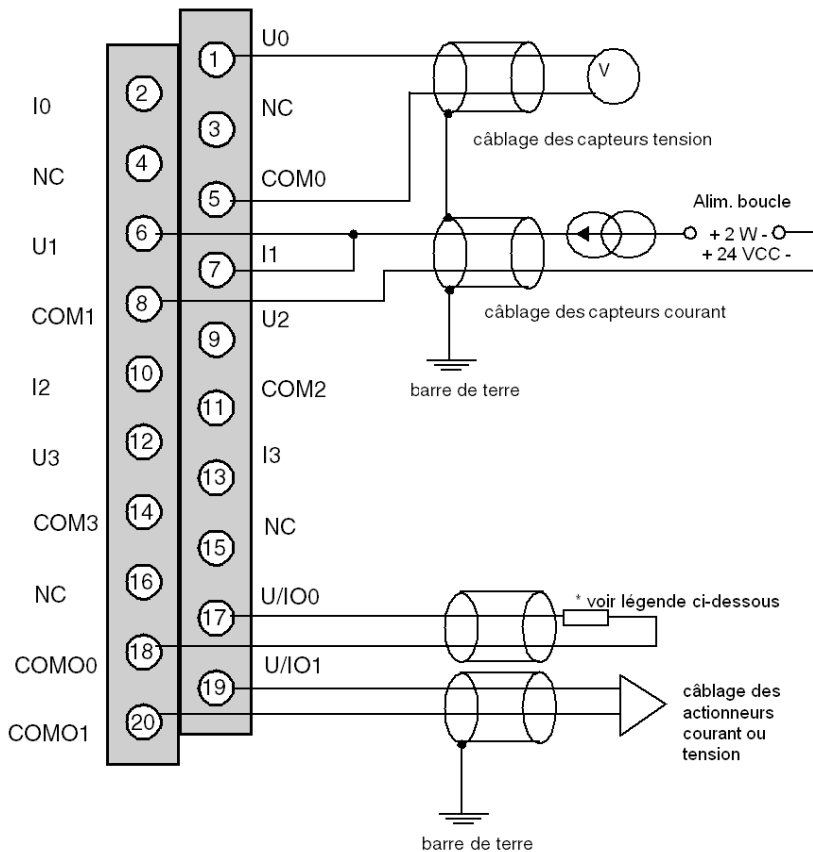 U0
1
V
2
I0
NC
3
câblage des capteurs tension
4
NC
COM0
5
Alim. boucle
6
U1
+ 2 W -
I1
+ 24 VCC -
7
8
COM1
câblage des capteurs courant
U2
9
10
I2
barre de terre
COM2
11
12
U3
I3
13
14
COM3
NC
15
16
NC
U/IO0
* voir légende ci-dessous
17
18
COMO0
U/IO1
19
câblage des
actionneurs
courant ou
tension
20
COMO1
barre de terre